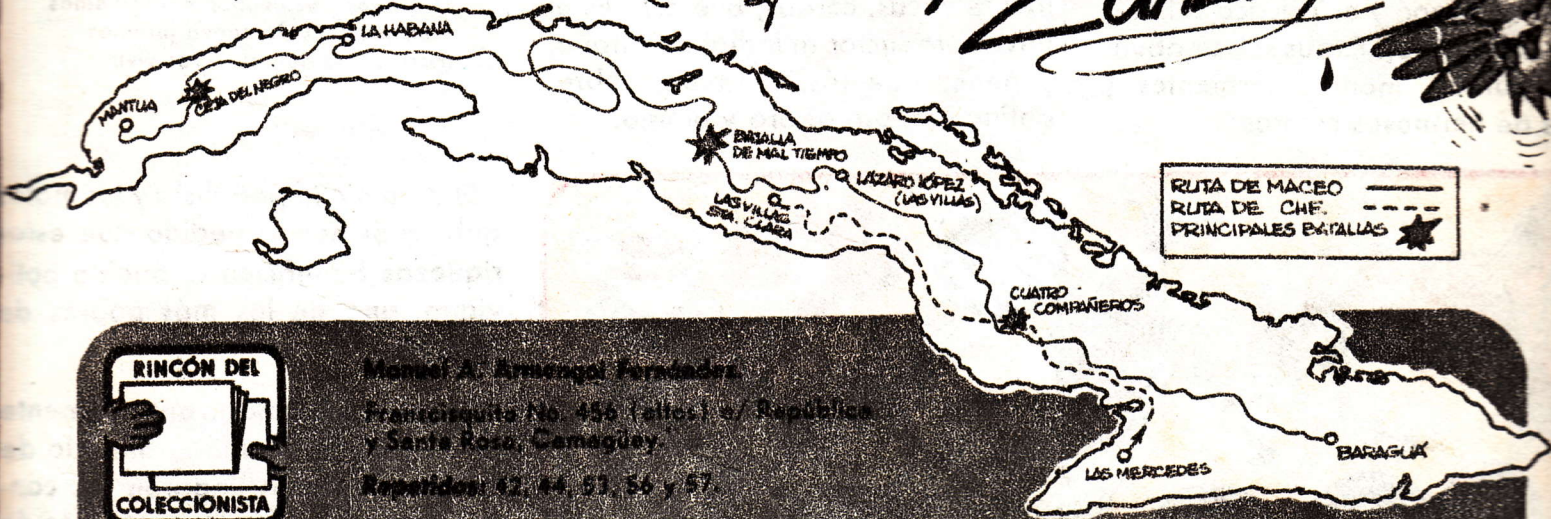 LA HABANA
MANTUA
CEJA DEL NEGRO
BATALLA
DE MAL TIEMPO
LÁZARO LÓPEZ
(LAS VILLAS)
LAS VILLAS
STA. CLARA
RUTA DE MACEO
RUTA DE CHE.
PRINCIPALES BATALLAS
CUATRO
COMPAÑEROS
BARAGUÁ
LAS MERCEDES
RINCÓN DEL
COLECCIONISTA
Manuel A. Armengol Fernández.
Franscisquito No. 456 (altos) e/ República
y Santa Rosa, Camagüey.
Repetidos: 42, 44, 53, 56 y 57.